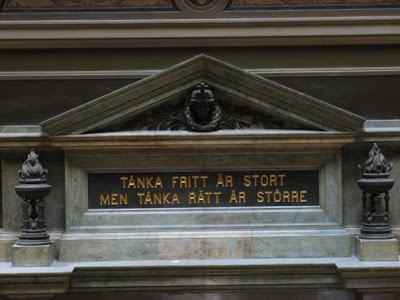 TÄNKA FRITT ÄR STORT
MEN TÄNKA RÄTT ÄR STÖRRE